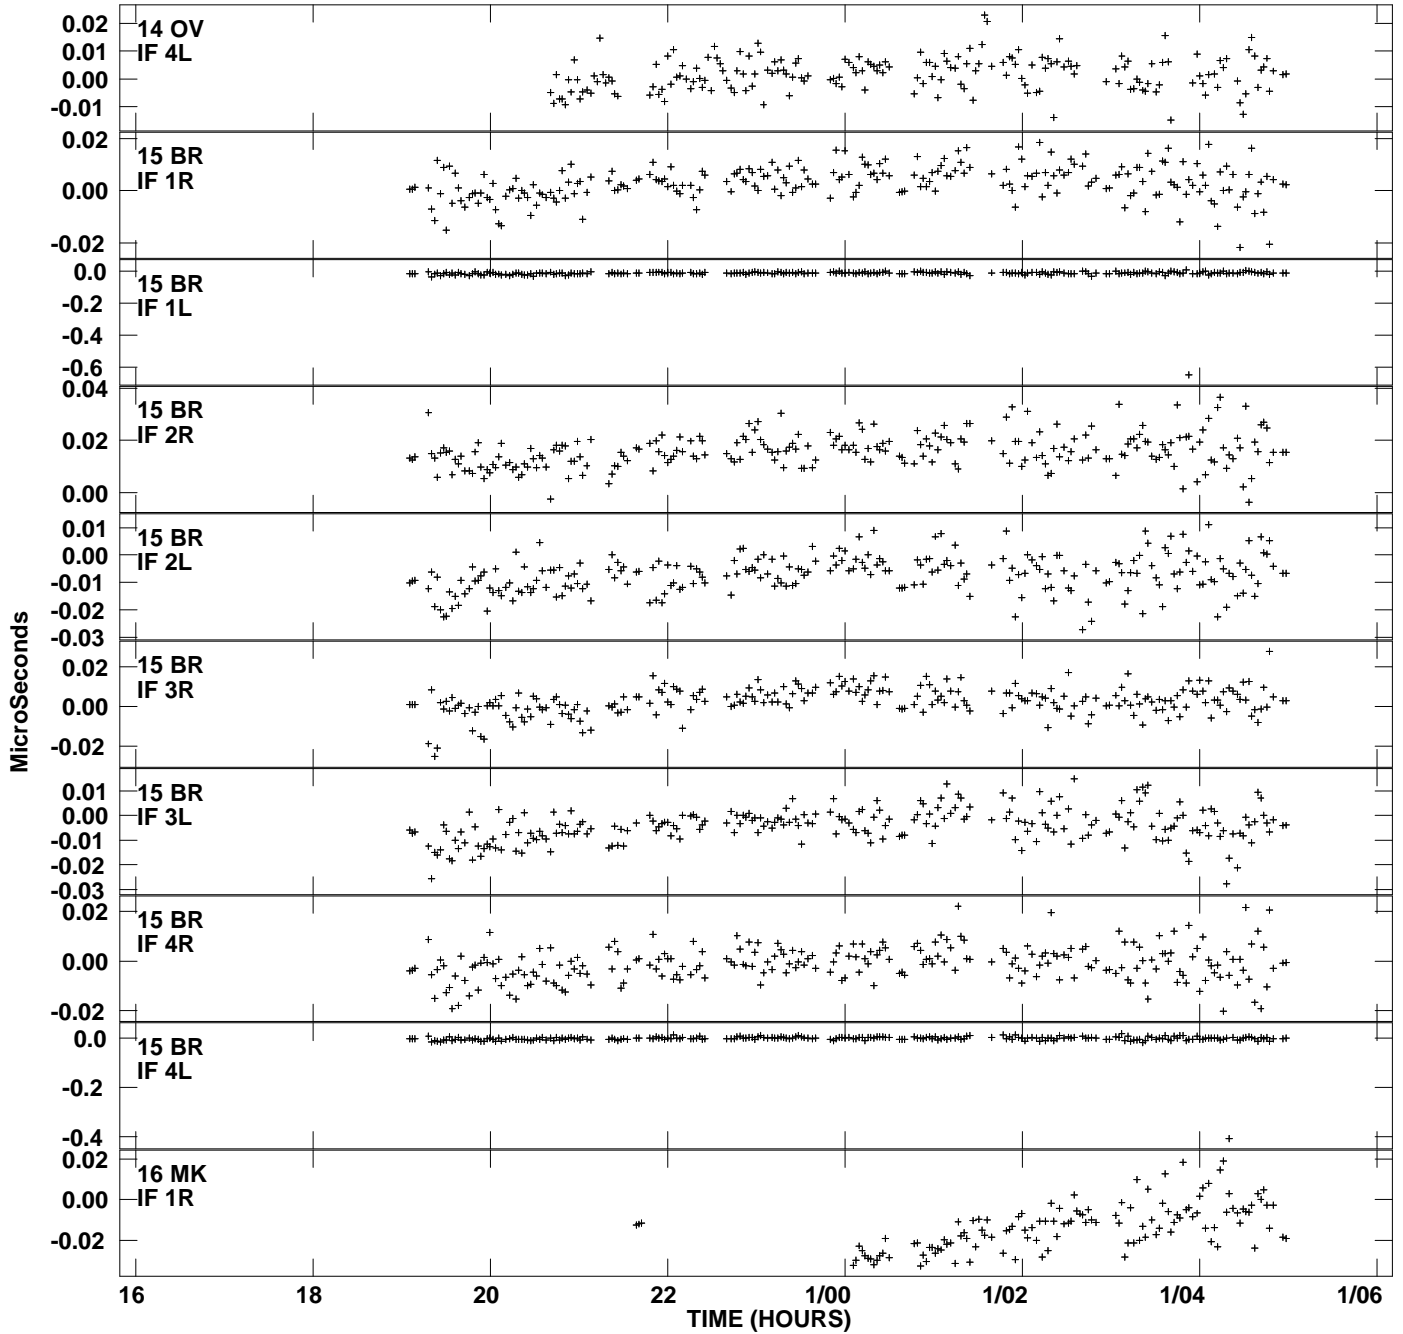 0.02
0.01
0.00
-0.01
14 OV
IF 4L
0.02
0.00
-0.02
15 BR
IF 1R
0.0
-0.2
-0.4
-0.6
15 BR
IF 1L
0.04
0.02
0.00
15 BR
IF 2R
0.01
0.00
-0.01
-0.02
-0.03
15 BR
IF 2L
0.02
0.00
-0.02
15 BR
IF 3R
0.01
0.00
-0.01
-0.02
-0.03
15 BR
IF 3L
0.02
0.00
-0.02
15 BR
IF 4R
0.0
-0.2
-0.4
15 BR
IF 4L
0.02
0.00
-0.02
16 MK
IF 1R
MicroSeconds
16 18 20 22 1/00 1/02 1/04 1/06
TIME (HOURS)